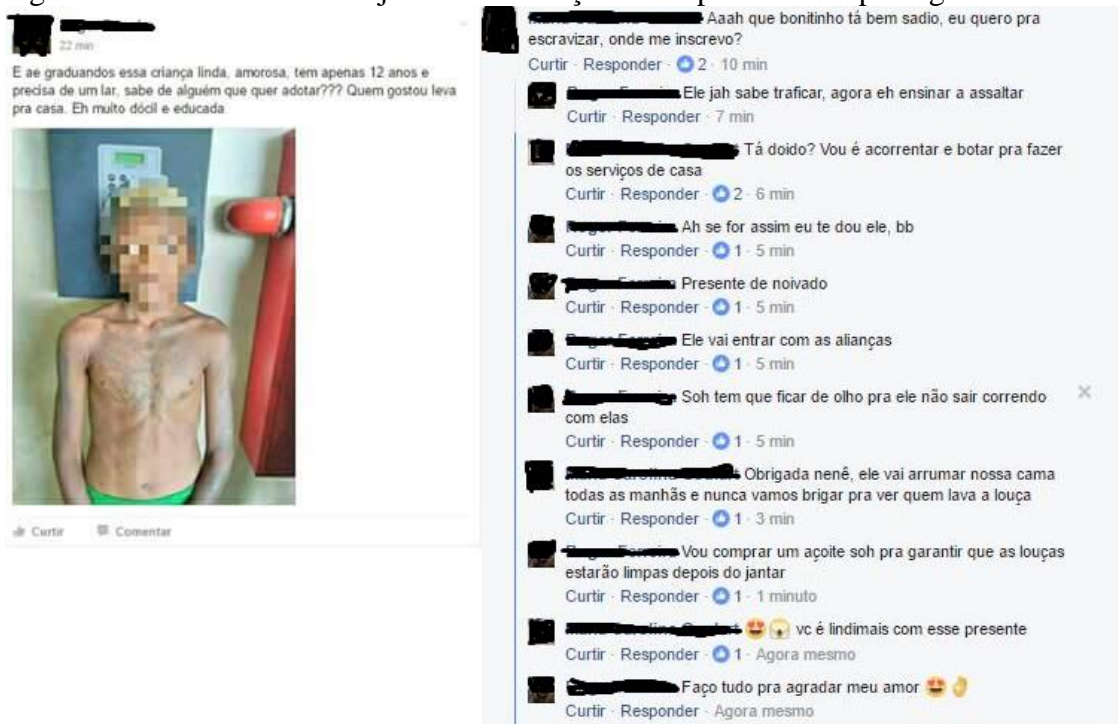 22 min
E ae graduandos essa criança linda, amorosa, tem apenas 12 anos e
precisa de um lar, sabe de alguém que quer adotar??? Quem gostou leva
pra casa. Eh muito dócil e educada
Curtir Comentar
Aaah que bonitinho tá bem sadio, eu quero pra
escravizar, onde me inscrevo?
Curtir · Responder · 2 · 10 min
Ele jah sabe traficar, agora eh ensinar a assaltar
Curtir · Responder · 7 min
Tá doido? Vou é acorrentar e botar pra fazer
os serviços de casa
Curtir · Responder · 2 · 6 min
Ah se for assim eu te dou ele, bb
Curtir · Responder · 1 · 5 min
Presente de noivado
Curtir · Responder · 1 · 5 min
Ele vai entrar com as alianças
Curtir · Responder · 1 · 5 min
Soh tem que ficar de olho pra ele não sair correndo
com elas
Curtir · Responder · 1 · 5 min
Obrigada nenê, ele vai arrumar nossa cama
todas as manhãs e nunca vamos brigar pra ver quem lava a louça
Curtir · Responder · 1 · 3 min
Vou comprar um açoite soh pra garantir que as louças
estarão limpas depois do jantar
Curtir · Responder · 1 · 1 minuto
😍😱 vc é lindimais com esse presente
Curtir · Responder · 1 · Agora mesmo
Faço tudo pra agradar meu amor 😍👌
Curtir · Responder · Agora mesmo